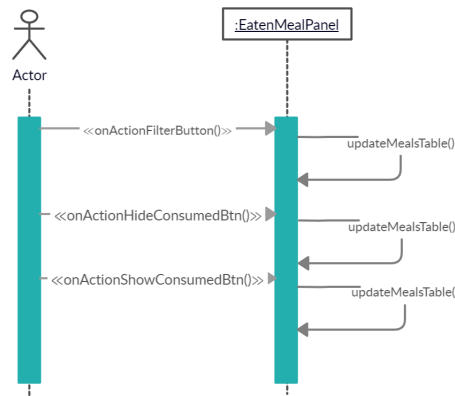 :EatenMealPanel
Actor
<<onActionFilterButton()>>
updateMealsTable()
<<onActionHideConsumedBtn()>>
updateMealsTable()
<<onActionShowConsumedBtn()>>
updateMealsTable(